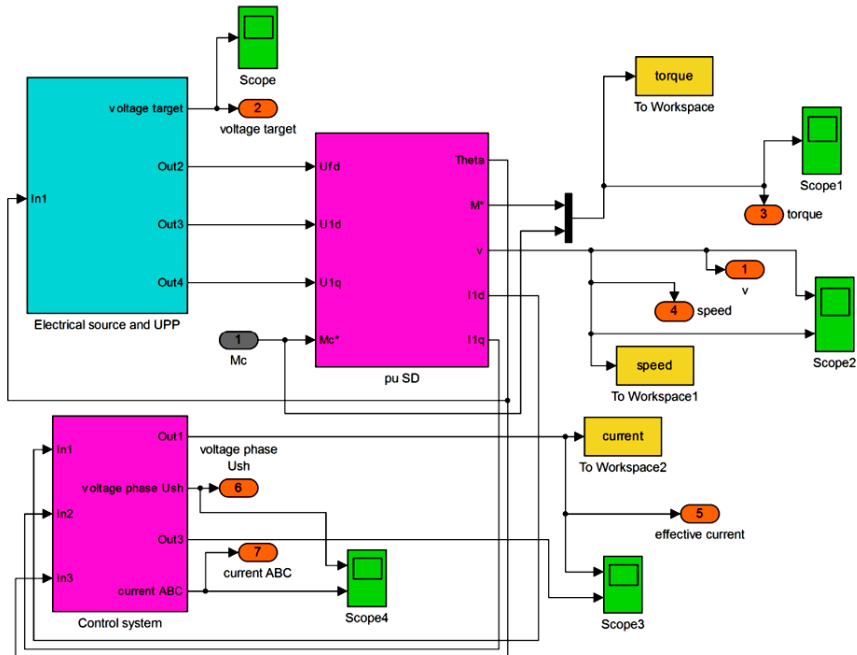 Scope
voltage target
2
voltage target
torque
To Workspace
Scope1
3
torque
In1
Out2
Out3
Out4
Electrical source and UPP
Ufd
U1d
U1q
Mc*
Theta
M*
v
I1d
I1q
pu SD
1
Mc
1
v
4
speed
Scope2
speed
To Workspace1
In1
In2
In3
Out1
voltage phase Ush
Out3
current ABC
Control system
voltage phase
Ush
6
7
current ABC
Scope4
current
To Workspace2
5
effective current
Scope3